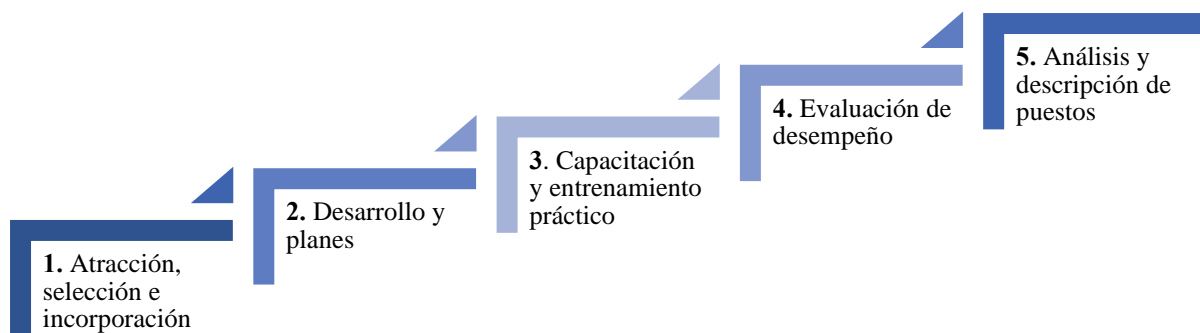 1. Atracción,
selección e
incorporación
2. Desarrollo y
planes
3. Capacitación
y entrenamiento
práctico
4. Evaluación de
desempeño
5. Análisis y
descripción de
puestos